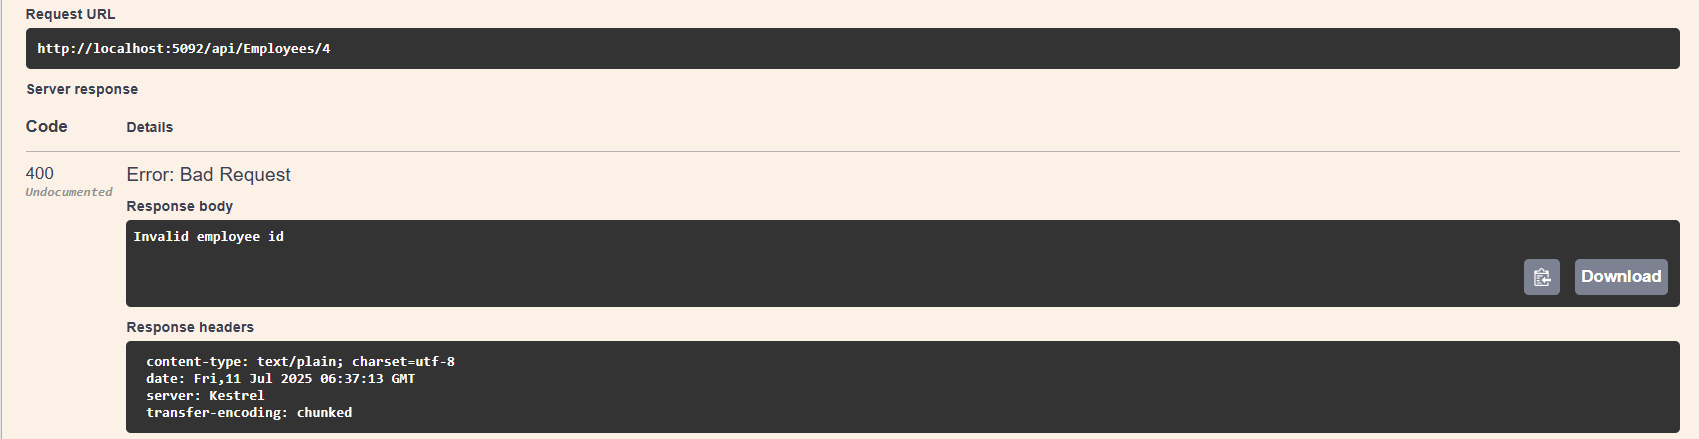 Request URL
http://localhost:5092/api/Employees/4
Server response
Code Details
400 Error: Bad Request
Undocumented
Response body
Invalid employee id
Download
Response headers
content-type: text/plain; charset=utf-8
date: Fri,11 Jul 2025 06:37:13 GMT
server: Kestrel
transfer-encoding: chunked